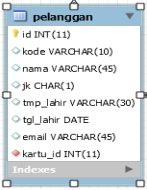 pelanggan
id INT(11)
kode VARCHAR(10)
nama VARCHAR(45)
jk CHAR(1)
tmp_lahir VARCHAR(30)
tgl_lahir DATE
email VARCHAR(45)
kartu_id INT(11)
Indexes